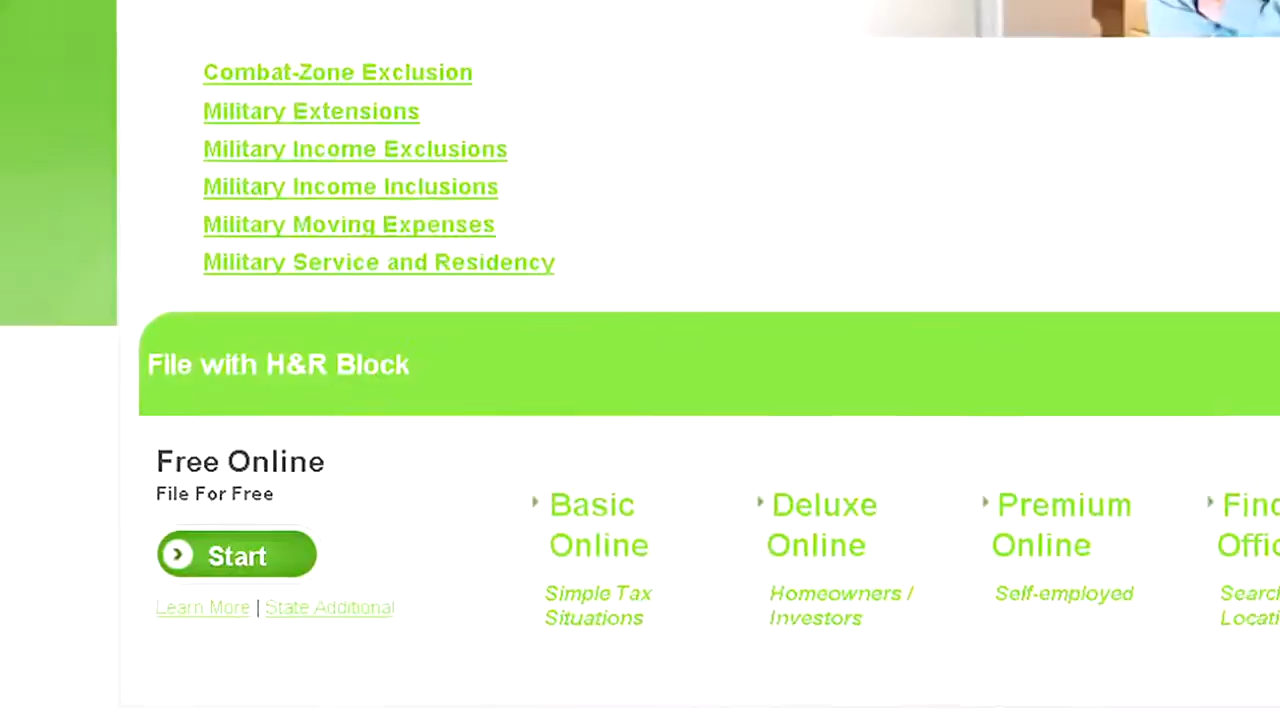 Combat-Zone Exclusion
Military Extensions
Military Income Exclusions
Military Income Inclusions
Military Moving Expenses
Military Service and Residency
File with H&R Block
Free Online
File For Free
Start
Learn More | State Additional
Basic
Online
Simple Tax
Situations
Deluxe
Online
Homeowners /
Investors
Premium
Online
Self-employed